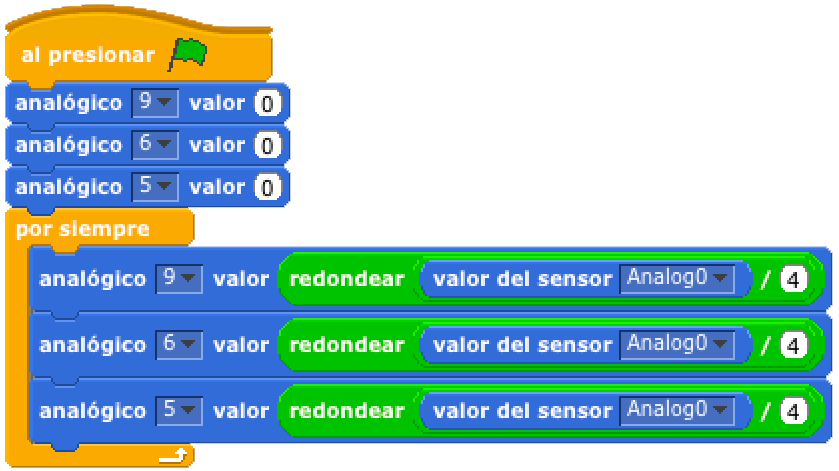 al presionar
analógico 9 valor 0
analógico 6 valor 0
analógico 5 valor 0
por siempre
analógico 9 valor redondear valor del sensor Analog0 / 4
analógico 6 valor redondear valor del sensor Analog0 / 4
analógico 5 valor redondear valor del sensor Analog0 / 4